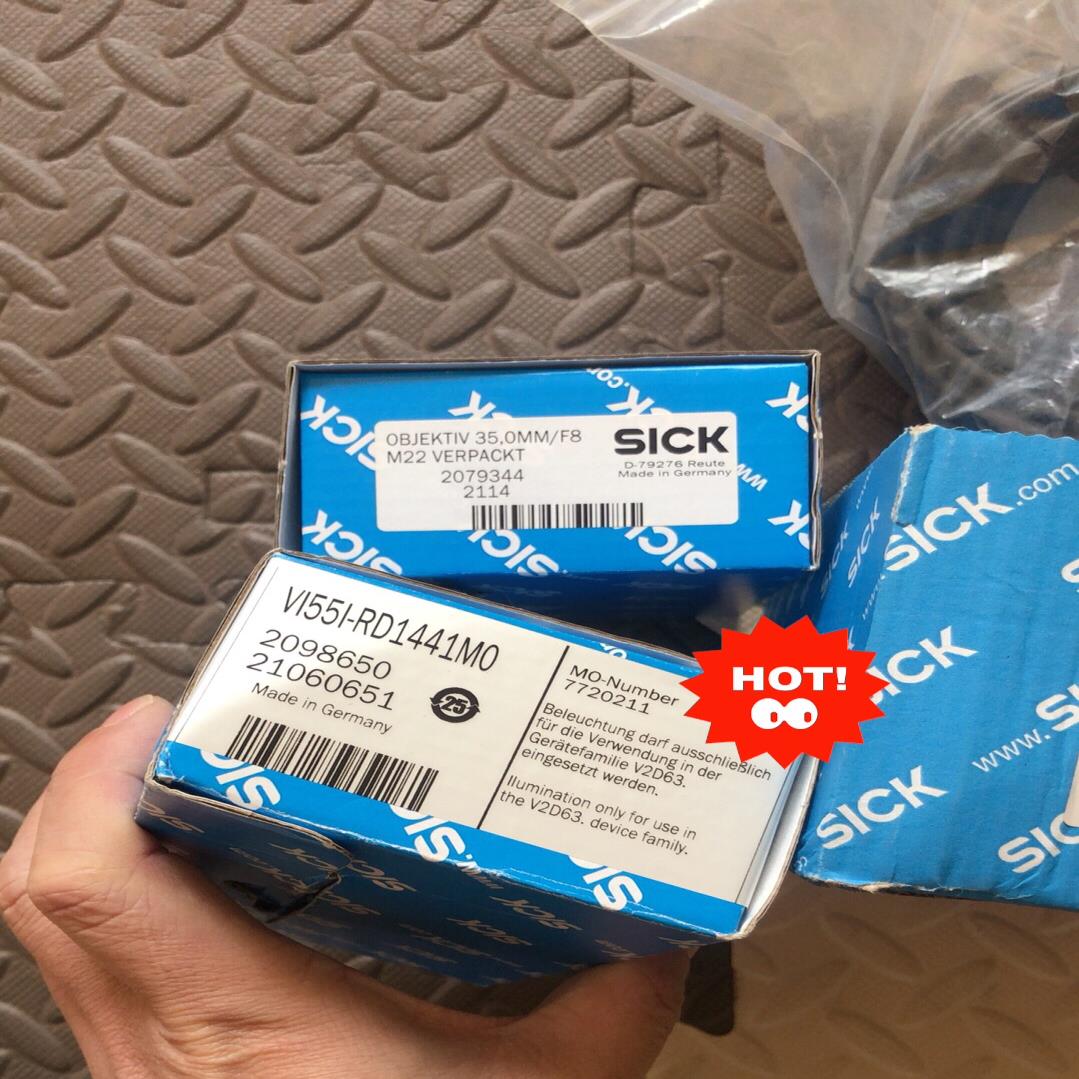 OBJEKTIV 35,0MM/F8
M22 VERPACKT
2079344
2114
SICK
D-79276 Reute
Made in Germany
VI55I-RD1441M0
2098650
21060651
Made in Germany
25
MO-Number
7720211
Beleuchtung darf ausschließlich
für die Verwendung in der
Gerätefamilie V2D63.
eingesetzt werden.
Ilumination only for use in
the V2D63. device family.
HOT!
SICK.com
SICK
www.
SICK
SICK